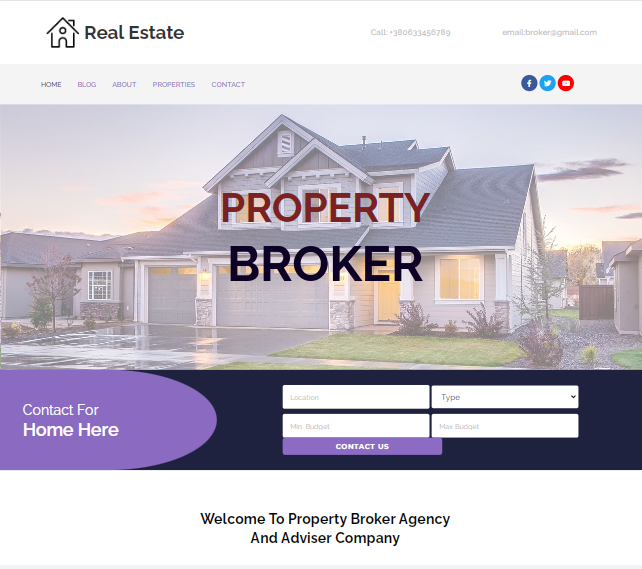 Real Estate
Call: +380633456789
email:broker@gmail.com
HOME BLOG ABOUT PROPERTIES CONTACT
PROPERTY
BROKER
Contact For
Home Here
Location
Type
Min. Budget
Max Budget
CONTACT US
Welcome To Property Broker Agency
And Adviser Company